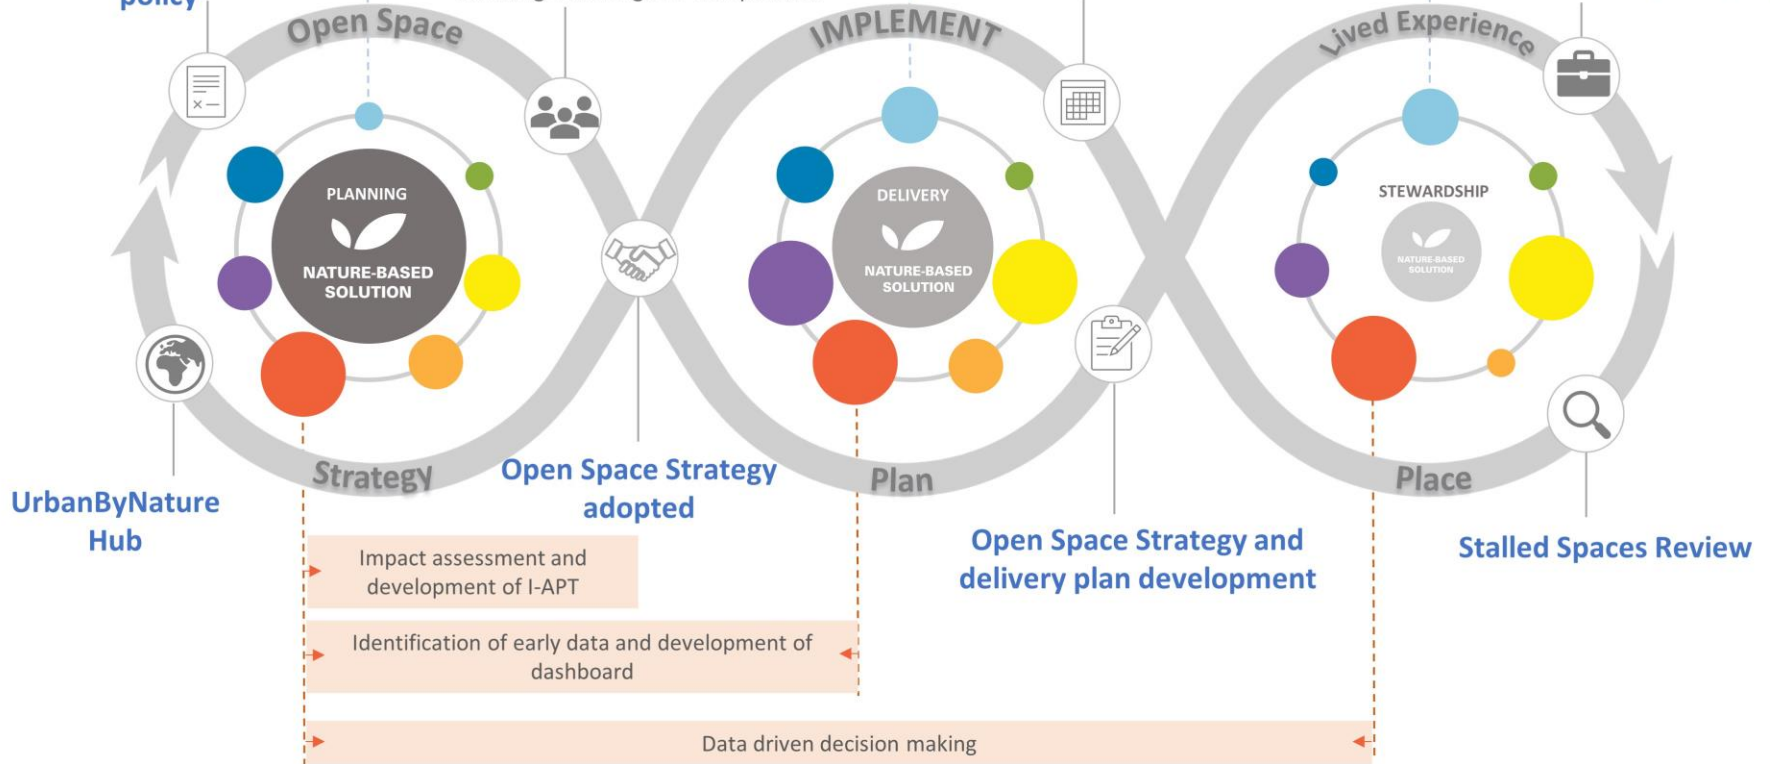 policy
Open Space
IMPLEMENT
Lived Experience
PLANNING
NATURE-BASED
SOLUTION
DELIVERY
NATURE-BASED
SOLUTION
STEWARDSHIP
NATURE-BASED
SOLUTION
Strategy
Plan
Place
UrbanByNature
Hub
Open Space Strategy
adopted
Open Space Strategy and
delivery plan development
Stalled Spaces Review
Impact assessment and
development of I-APT
Identification of early data and development of
dashboard
Data driven decision making